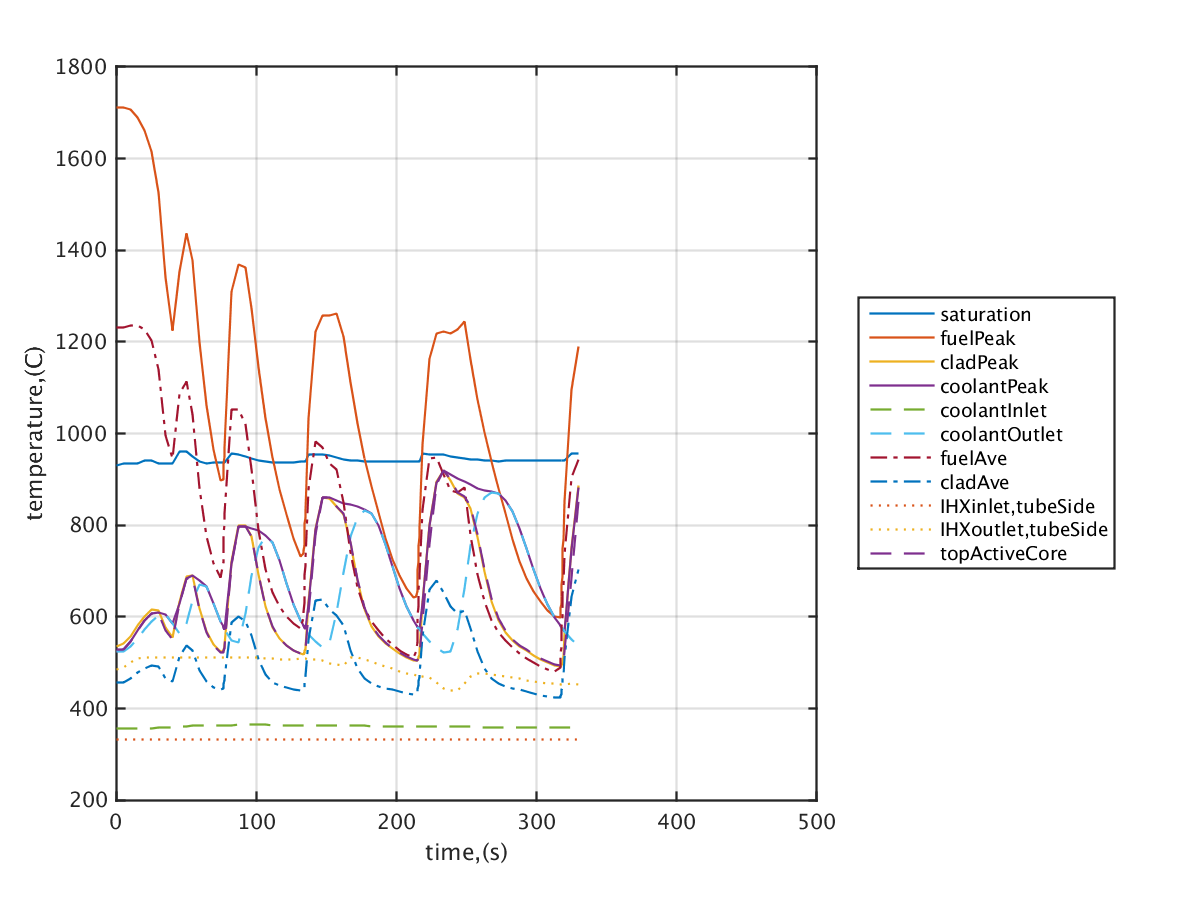 1800
1600
1400
1200
1000
800
600
400
200
temperature,(C)
0 100 200 300 400 500
time,(s)
saturation
fuelPeak
cladPeak
coolantPeak
coolantInlet
coolantOutlet
fuelAve
cladAve
IHXinlet,tubeSide
IHXoutlet,tubeSide
topActiveCore